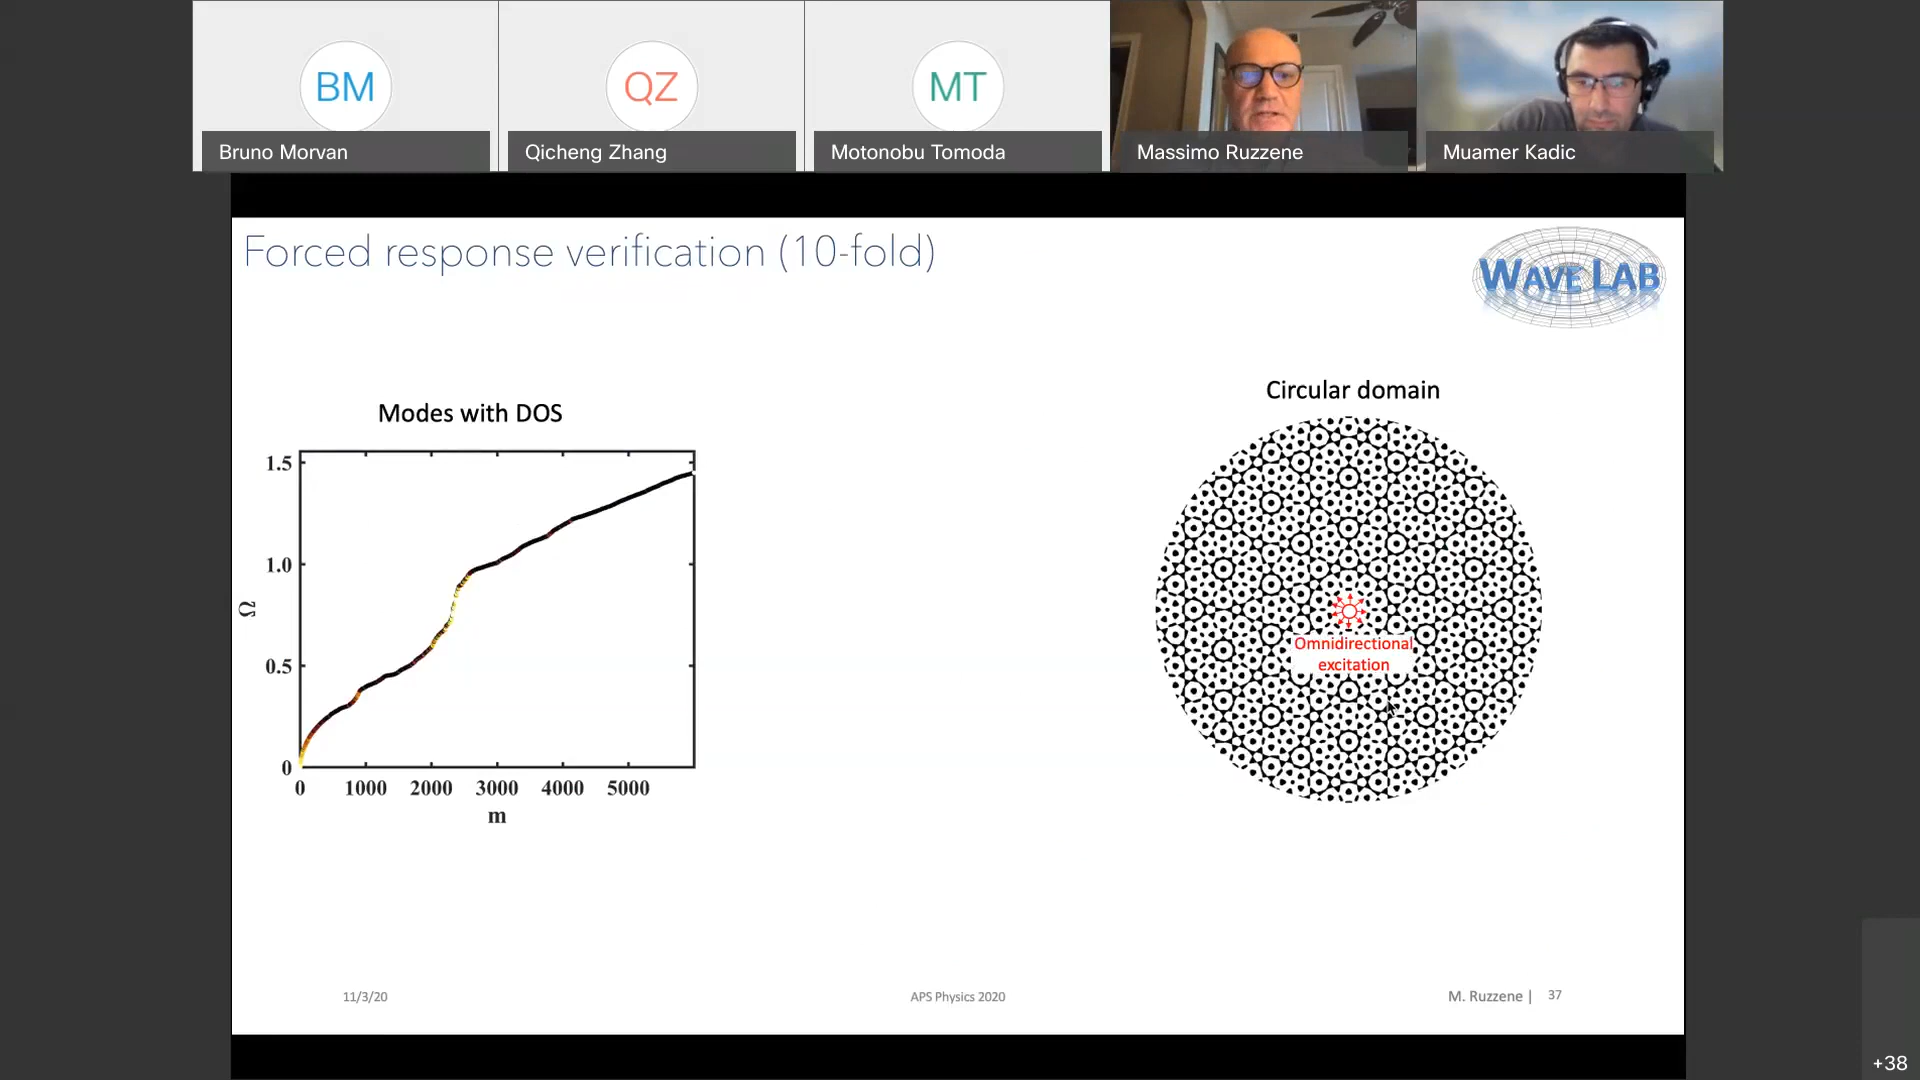 BM
QZ
MT
Bruno Morvan
Qicheng Zhang
Motonobu Tomoda
Massimo Ruzzene
Muamer Kadic
Forced response verification (10-fold)
WAVE LAB
Modes with DOS
1.5
1.0
0.5
0
Ω
0 1000 2000 3000 4000 5000
m
Circular domain
Omnidirectional
excitation
11/3/20
APS Physics 2020
M. Ruzzene | 37
+38